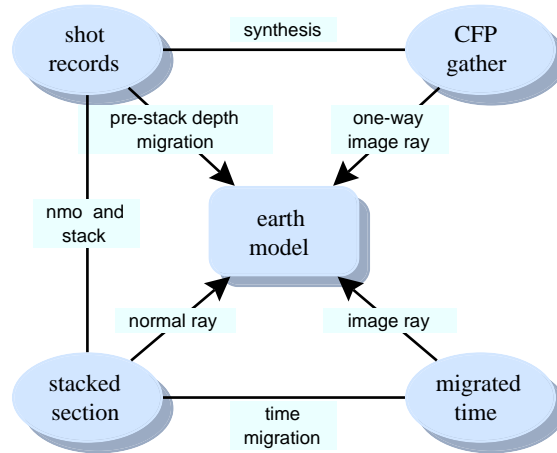 shot
records
synthesis
CFP
gather
pre-stack depth
migration
one-way
image ray
nmo and
stack
earth
model
normal ray
image ray
stacked
section
time
migration
migrated
time